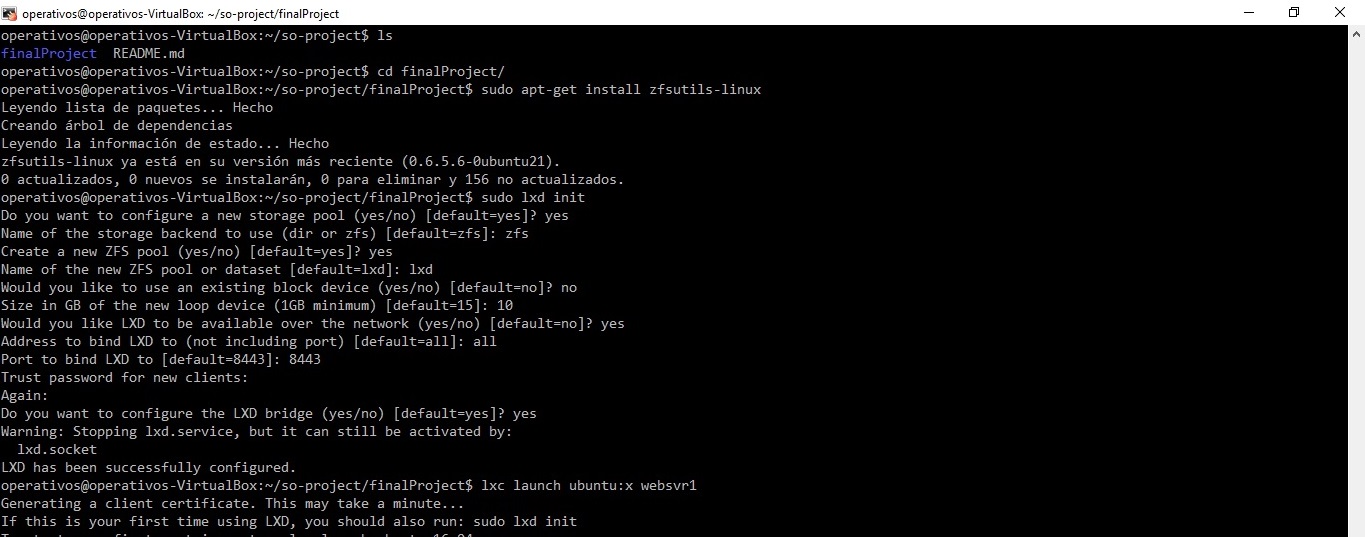 operativos@operativos-VirtualBox: ~/so-project/finalProject
operativos@operativos-VirtualBox:~/so-project$ ls
finalProject  README.md
operativos@operativos-VirtualBox:~/so-project$ cd finalProject/
operativos@operativos-VirtualBox:~/so-project/finalProject$ sudo apt-get install zfsutils-linux
Leyendo lista de paquetes... Hecho
Creando árbol de dependencias
Leyendo la información de estado... Hecho
zfsutils-linux ya está en su versión más reciente (0.6.5.6-0ubuntu21).
0 actualizados, 0 nuevos se instalarán, 0 para eliminar y 156 no actualizados.
operativos@operativos-VirtualBox:~/so-project/finalProject$ sudo lxd init
Do you want to configure a new storage pool (yes/no) [default=yes]? yes
Name of the storage backend to use (dir or zfs) [default=zfs]: zfs
Create a new ZFS pool (yes/no) [default=yes]? yes
Name of the new ZFS pool or dataset [default=lxd]: lxd
Would you like to use an existing block device (yes/no) [default=no]? no
Size in GB of the new loop device (1GB minimum) [default=15]: 10
Would you like LXD to be available over the network (yes/no) [default=no]? yes
Address to bind LXD to (not including port) [default=all]: all
Port to bind LXD to [default=8443]: 8443
Trust password for new clients:
Again:
Do you want to configure the LXD bridge (yes/no) [default=yes]? yes
Warning: Stopping lxd.service, but it can still be activated by:
  lxd.socket
LXD has been successfully configured.
operativos@operativos-VirtualBox:~/so-project/finalProject$ lxc launch ubuntu:x websvr1
Generating a client certificate. This may take a minute...
If this is your first time using LXD, you should also run: sudo lxd init